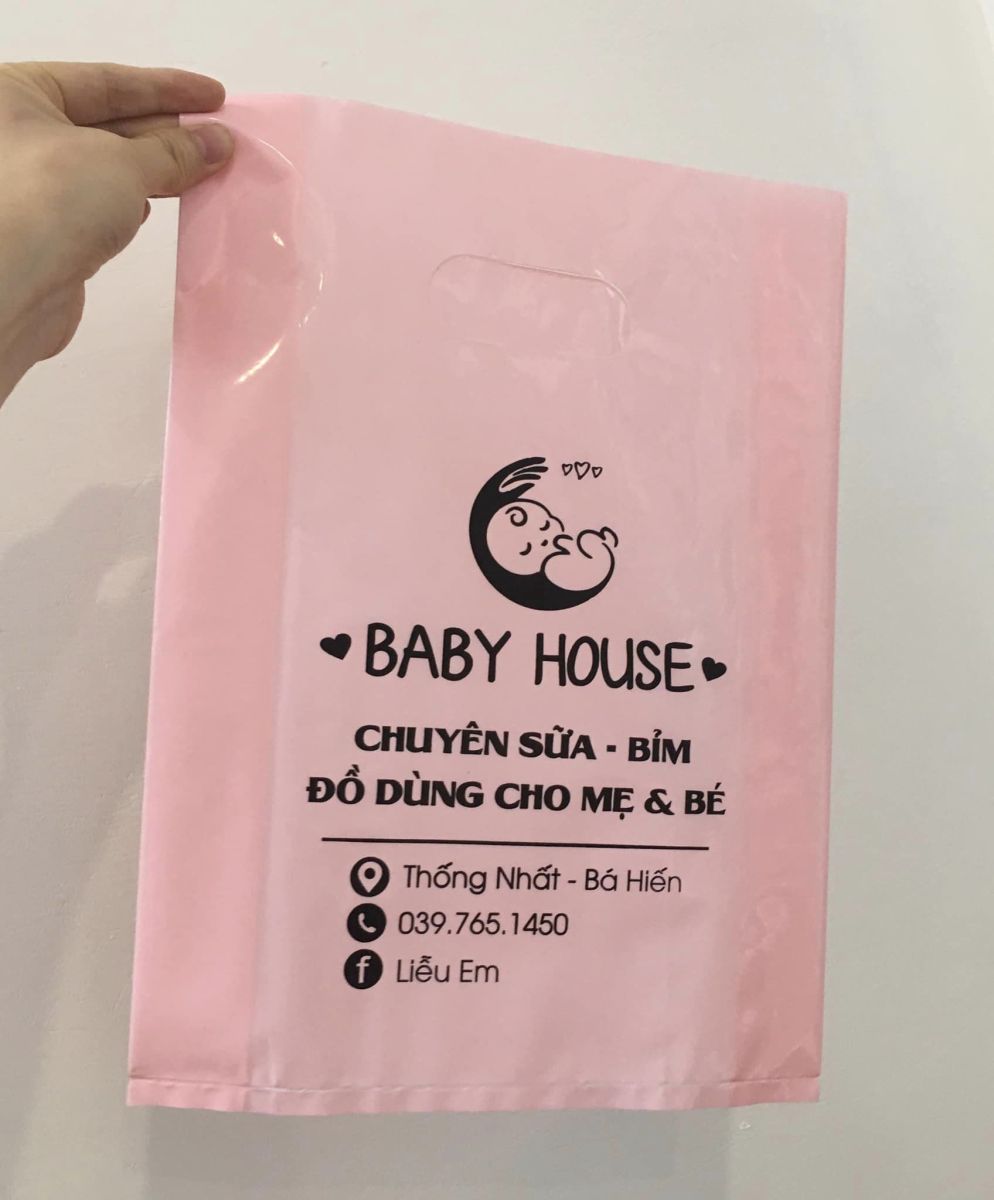 BABY HOUSE
CHUYÊN SỮA - BỈM
ĐỒ DÙNG CHO MẸ & BÉ
Thống Nhất - Bá Hiến
039.765.1450
Liễu Em